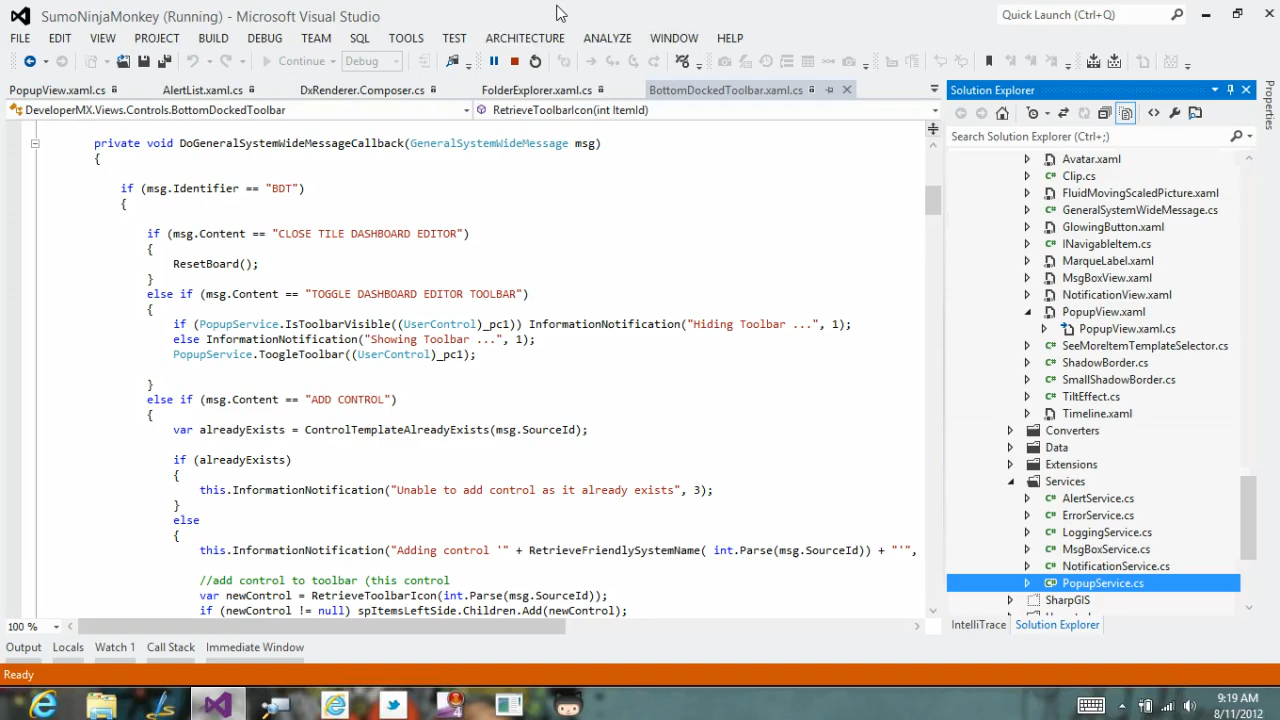 SumoNinjaMonkey (Running) - Microsoft Visual Studio
Quick Launch (Ctrl+Q)
FILE EDIT VIEW PROJECT BUILD DEBUG TEAM SQL TOOLS TEST ARCHITECTURE ANALYZE WINDOW HELP
Continue Debug
PopupView.xaml.cs AlertList.xaml.cs DxRenderer.Composer.cs FolderExplorer.xaml.cs BottomDockedToolbar.xaml.cs
DeveloperMX.Views.Controls.BottomDockedToolbar RetrieveToolbarIcon(int ItemId)
private void DoGeneralSystemWideMessageCallback(GeneralSystemWideMessage msg)
{
if (msg.Identifier == "BDT")
{
if (msg.Content == "CLOSE TILE DASHBOARD EDITOR")
{
ResetBoard();
}
else if (msg.Content == "TOGGLE DASHBOARD EDITOR TOOLBAR")
{
if (PopupService.IsToolbarVisible((UserControl)_pc1)) InformationNotification("Hiding Toolbar ...", 1);
else InformationNotification("Showing Toolbar ...", 1);
PopupService.ToogleToolbar((UserControl)_pc1);
}
else if (msg.Content == "ADD CONTROL")
{
var alreadyExists = ControlTemplateAlreadyExists(msg.SourceId);
if (alreadyExists)
{
this.InformationNotification("Unable to add control as it already exists", 3);
}
else
{
this.InformationNotification("Adding control '" + RetrieveFriendlySystemName( int.Parse(msg.SourceId)) + "'",
//add control to toolbar (this control
var newControl = RetrieveToolbarIcon(int.Parse(msg.SourceId));
if (newControl != null) spItemsLeftSide.Children.Add(newControl);
100 %
Solution Explorer
Search Solution Explorer (Ctrl+;)
Avatar.xaml
Clip.cs
FluidMovingScaledPicture.xaml
GeneralSystemWideMessage.cs
GlowingButton.xaml
INavigableItem.cs
MarqueLabel.xaml
MsgBoxView.xaml
NotificationView.xaml
PopupView.xaml
PopupView.xaml.cs
SeeMoreItemTemplateSelector.cs
ShadowBorder.cs
SmallShadowBorder.cs
TiltEffect.cs
Timeline.xaml
Converters
Data
Extensions
Services
AlertService.cs
ErrorService.cs
LoggingService.cs
MsgBoxService.cs
NotificationService.cs
PopupService.cs
SharpGIS
IntelliTrace Solution Explorer
Properties
Output Locals Watch 1 Call Stack Immediate Window
Ready
9:19 AM
8/11/2012